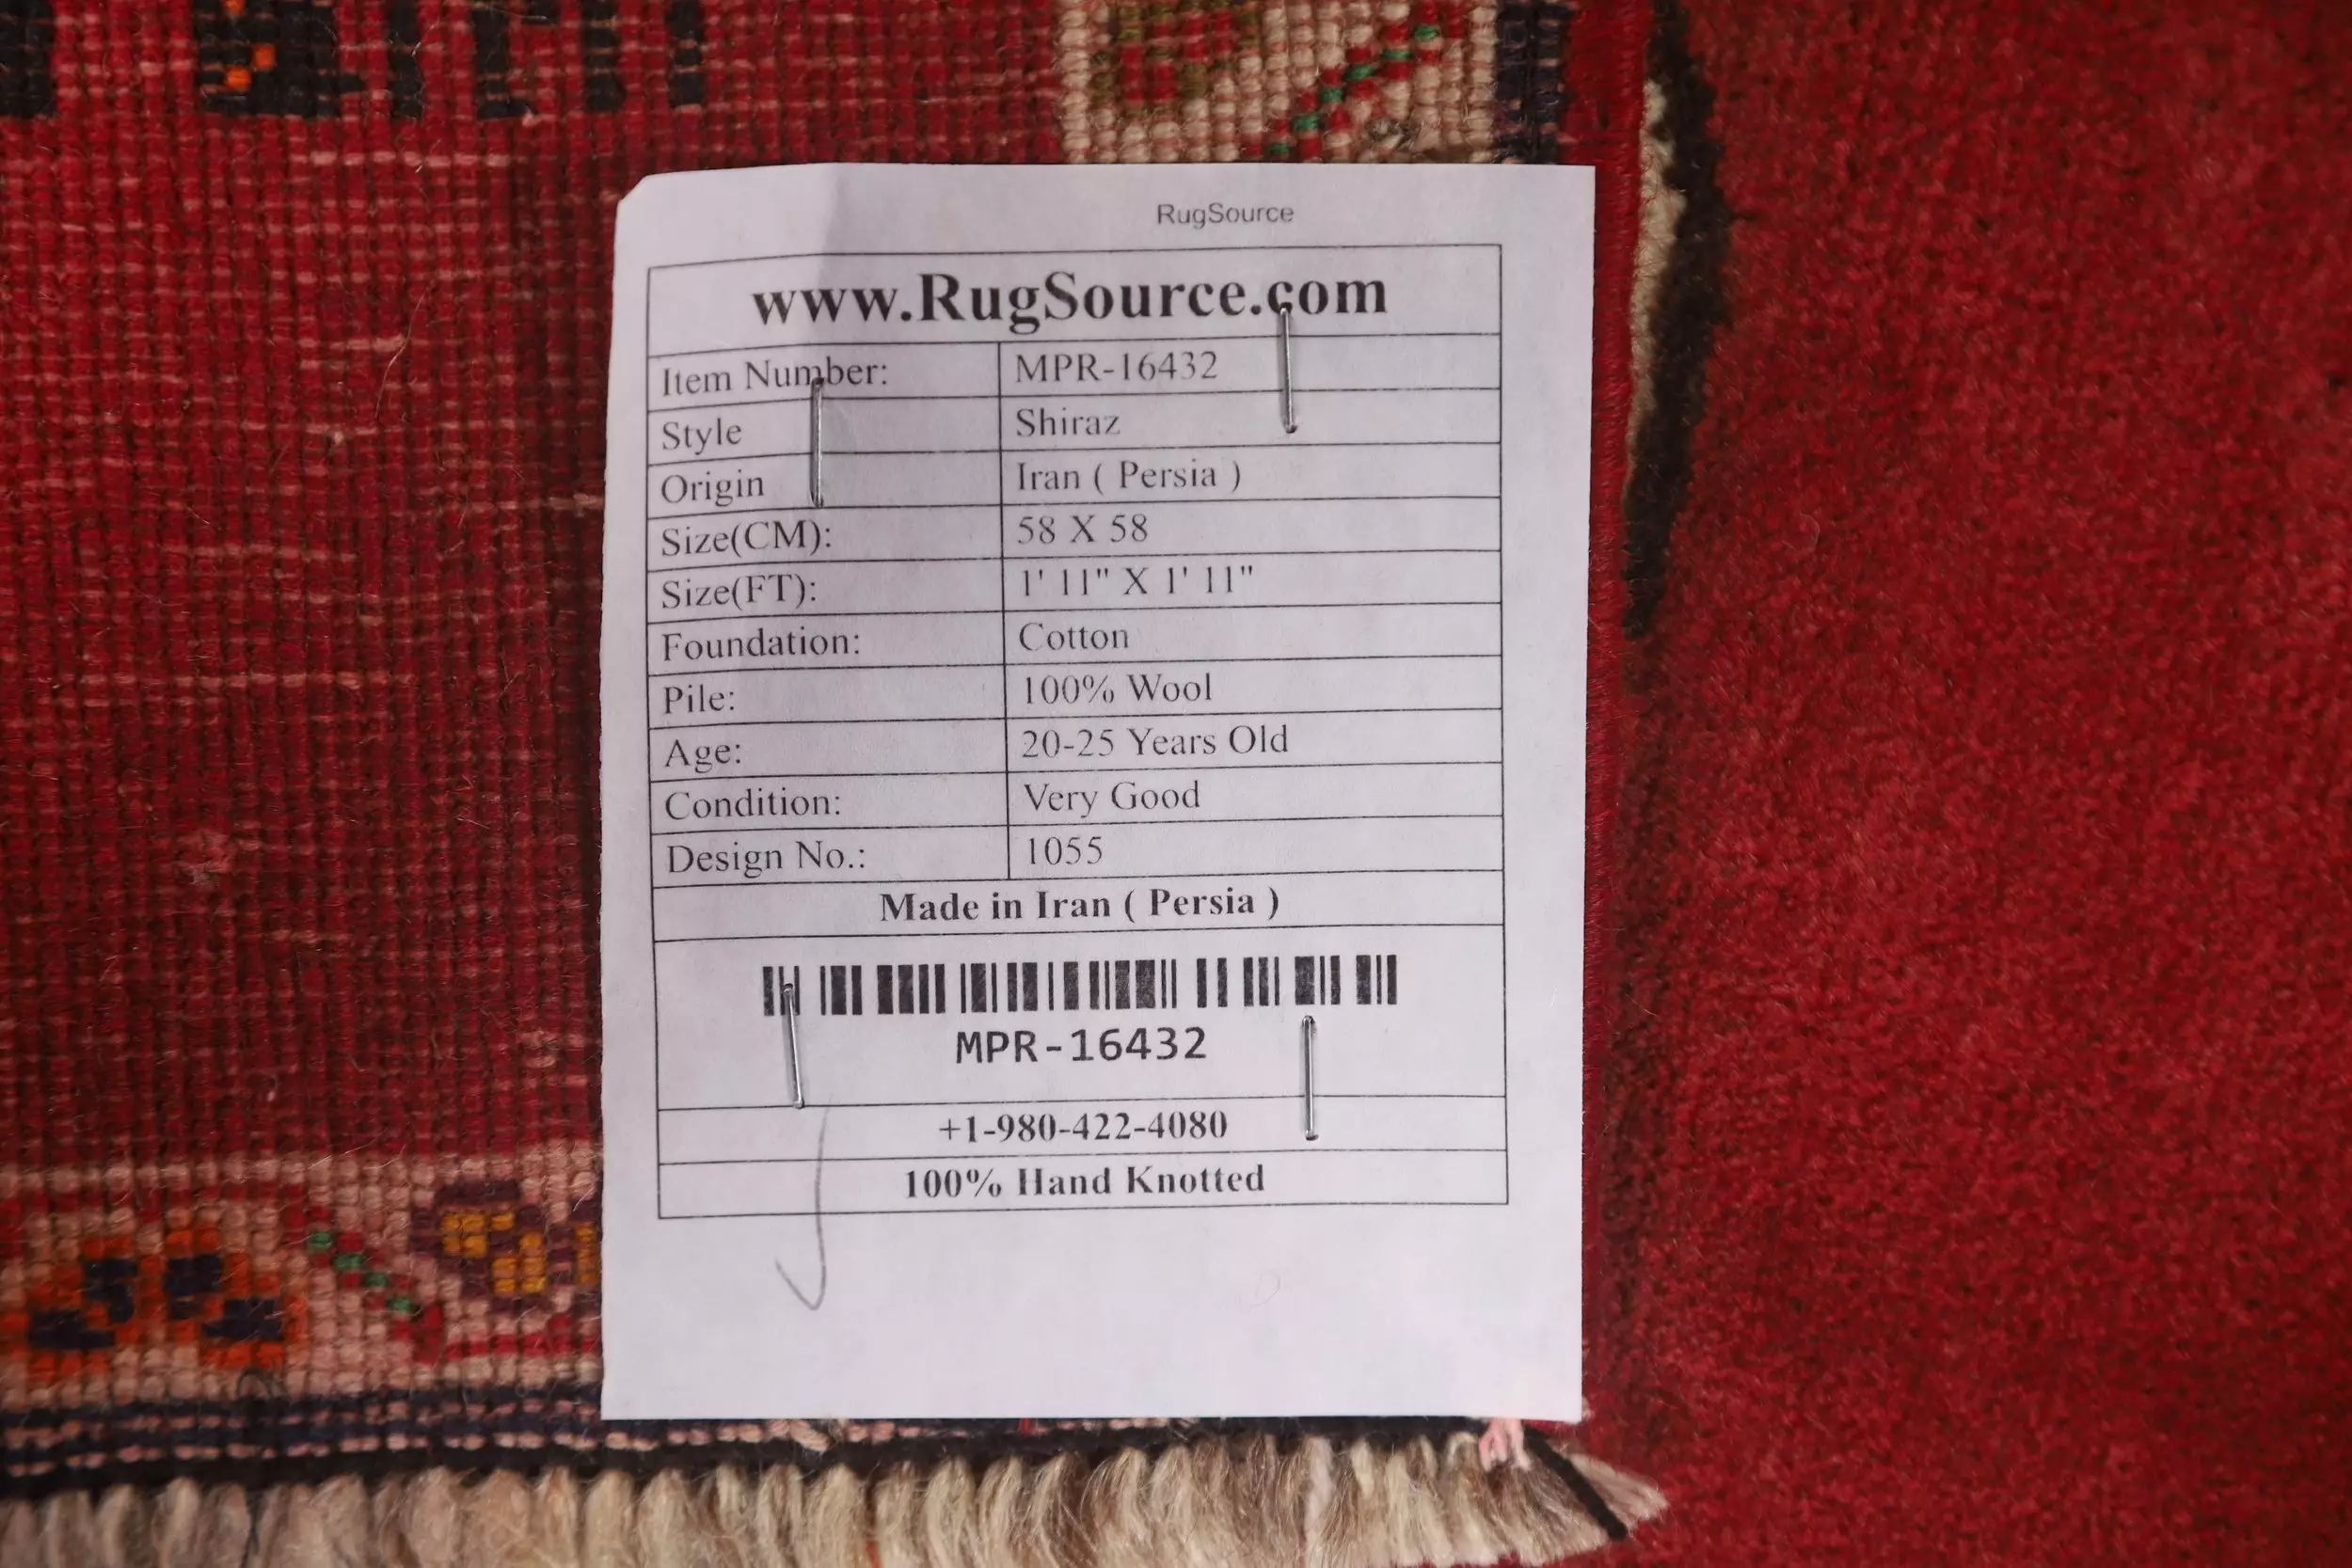 RugSource
www.RugSource.com
Item Number: MPR-16432
Style Shiraz
Origin Iran ( Persia )
Size(CM): 58 X 58
Size(FT): 1' 11" X 1' 11"
Foundation: Cotton
Pile: 100% Wool
Age: 20-25 Years Old
Condition: Very Good
Design No.: 1055
Made in Iran ( Persia )
MPR-16432
+1-980-422-4080
100% Hand Knotted